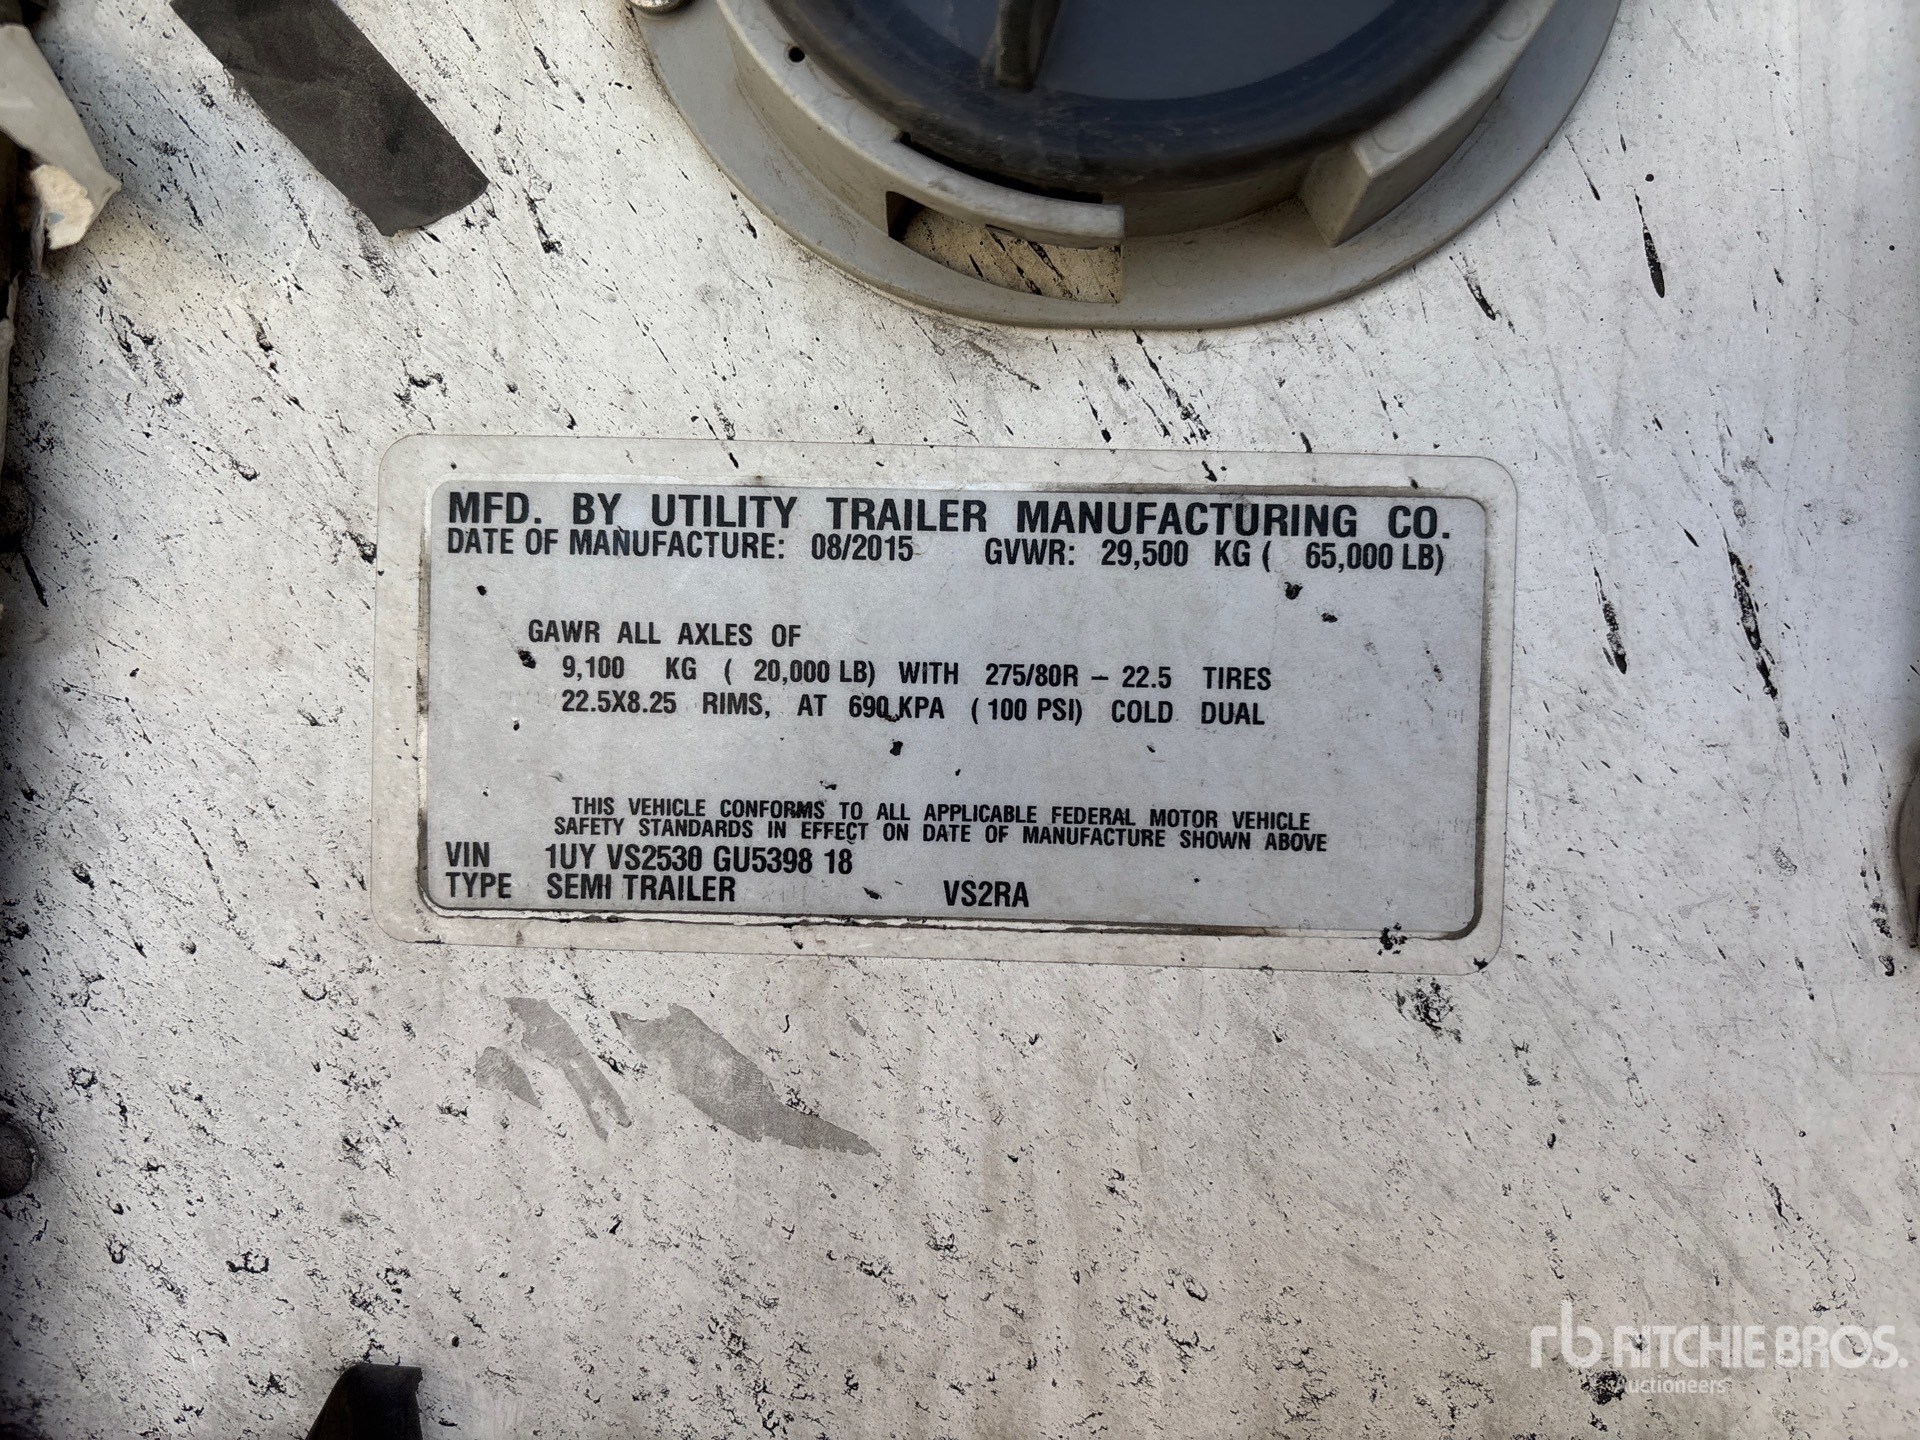 MFD. BY UTILITY TRAILER MANUFACTURING CO.
DATE OF MANUFACTURE: 08/2015 GVWR: 29,500 KG ( 65,000 LB)
GAWR ALL AXLES OF
9,100 KG ( 20,000 LB) WITH 275/80R – 22.5 TIRES
22.5X8.25 RIMS, AT 690 KPA ( 100 PSI) COLD DUAL
THIS VEHICLE CONFORMS TO ALL APPLICABLE FEDERAL MOTOR VEHICLE
SAFETY STANDARDS IN EFFECT ON DATE OF MANUFACTURE SHOWN ABOVE
VIN 1UY VS2530 GU5398 18
TYPE SEMI TRAILER VS2RA
rb RITCHIE BROS.
Auctioneers